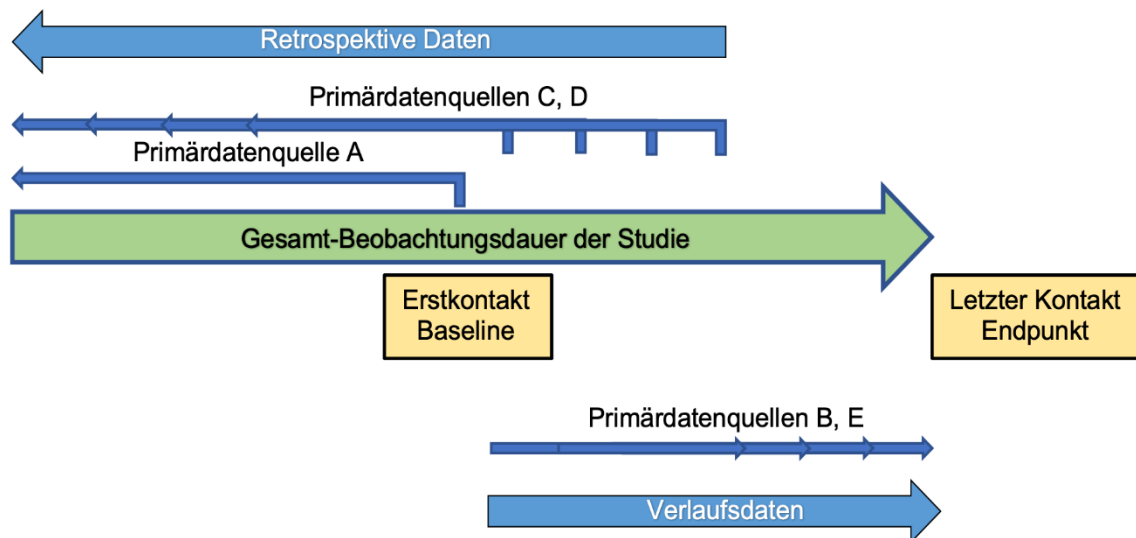 Retrospektive Daten
Primärdatenquellen C, D
Primärdatenquelle A
Gesamt-Beobachtungsdauer der Studie
Erstkontakt
Baseline
Letzter Kontakt
Endpunkt
Primärdatenquellen B, E
Verlaufsdaten